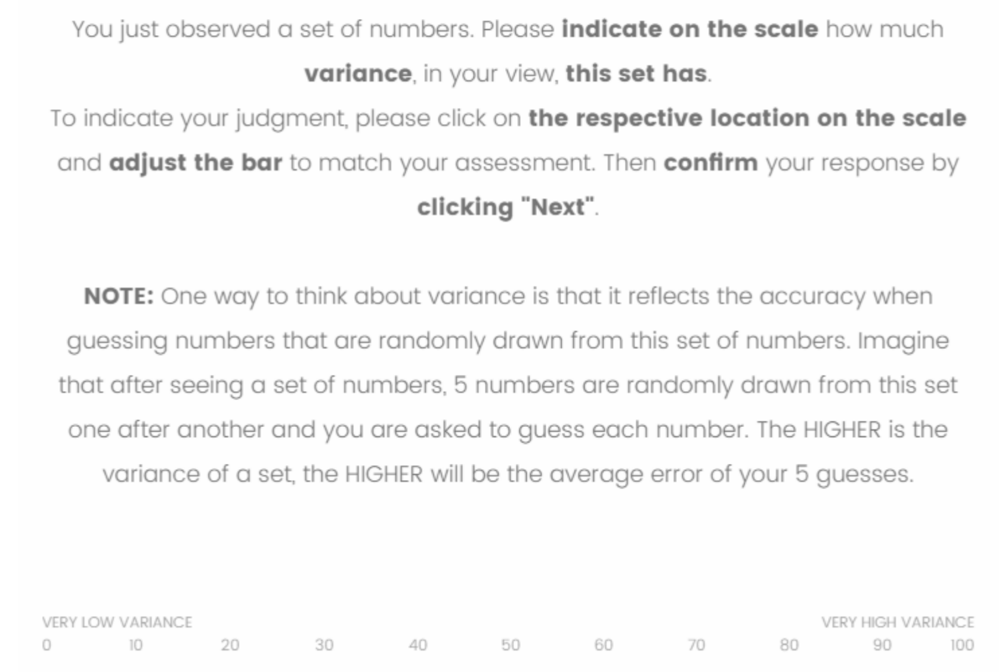 You just observed a set of numbers. Please indicate on the scale how much
variance, in your view, this set has.
To indicate your judgment, please click on the respective location on the scale
and adjust the bar to match your assessment. Then confirm your response by
clicking "Next".
NOTE: One way to think about variance is that it reflects the accuracy when
guessing numbers that are randomly drawn from this set of numbers. Imagine
that after seeing a set of numbers, 5 numbers are randomly drawn from this set
one after another and you are asked to guess each number. The HIGHER is the
variance of a set, the HIGHER will be the average error of your 5 guesses.
VERY LOW VARIANCE VERY HIGH VARIANCE
0 10 20 30 40 50 60 70 80 90 100